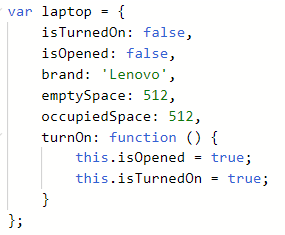 var laptop = {
    isTurnedOn: false,
    isOpened: false,
    brand: 'Lenovo',
    emptySpace: 512,
    occupiedSpace: 512,
    turnOn: function () {
        this.isOpened = true;
        this.isTurnedOn = true;
    }
};